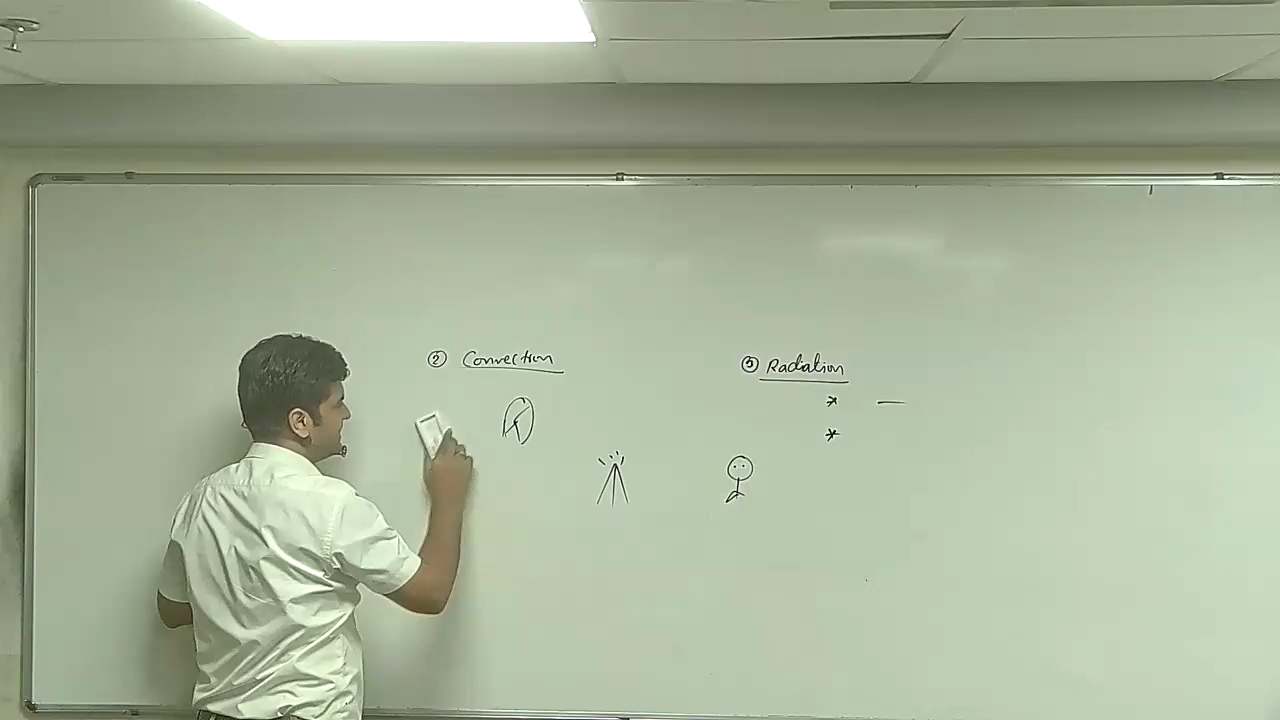 ② Convection
③ Radiation
* —
*